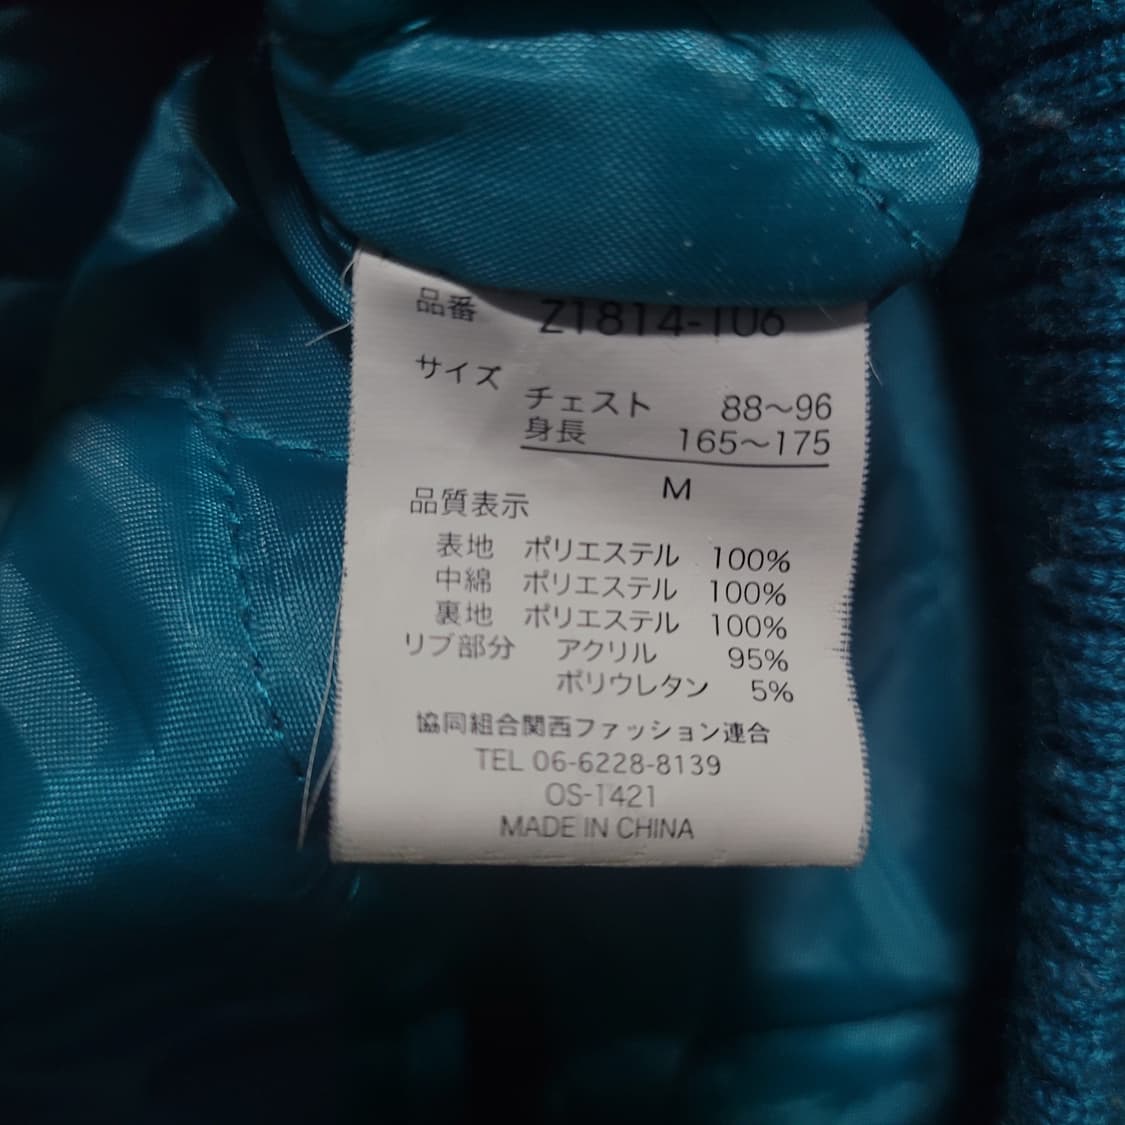 品番 Z1814-106
サイズ
チェスト 88～96
身長 165～175
M
品質表示
表地 ポリエステル 100%
中綿 ポリエステル 100%
裏地 ポリエステル 100%
リブ部分 アクリル 95%
ポリウレタン 5%
協同組合関西ファッション連合
TEL 06-6228-8139
OS-1421
MADE IN CHINA